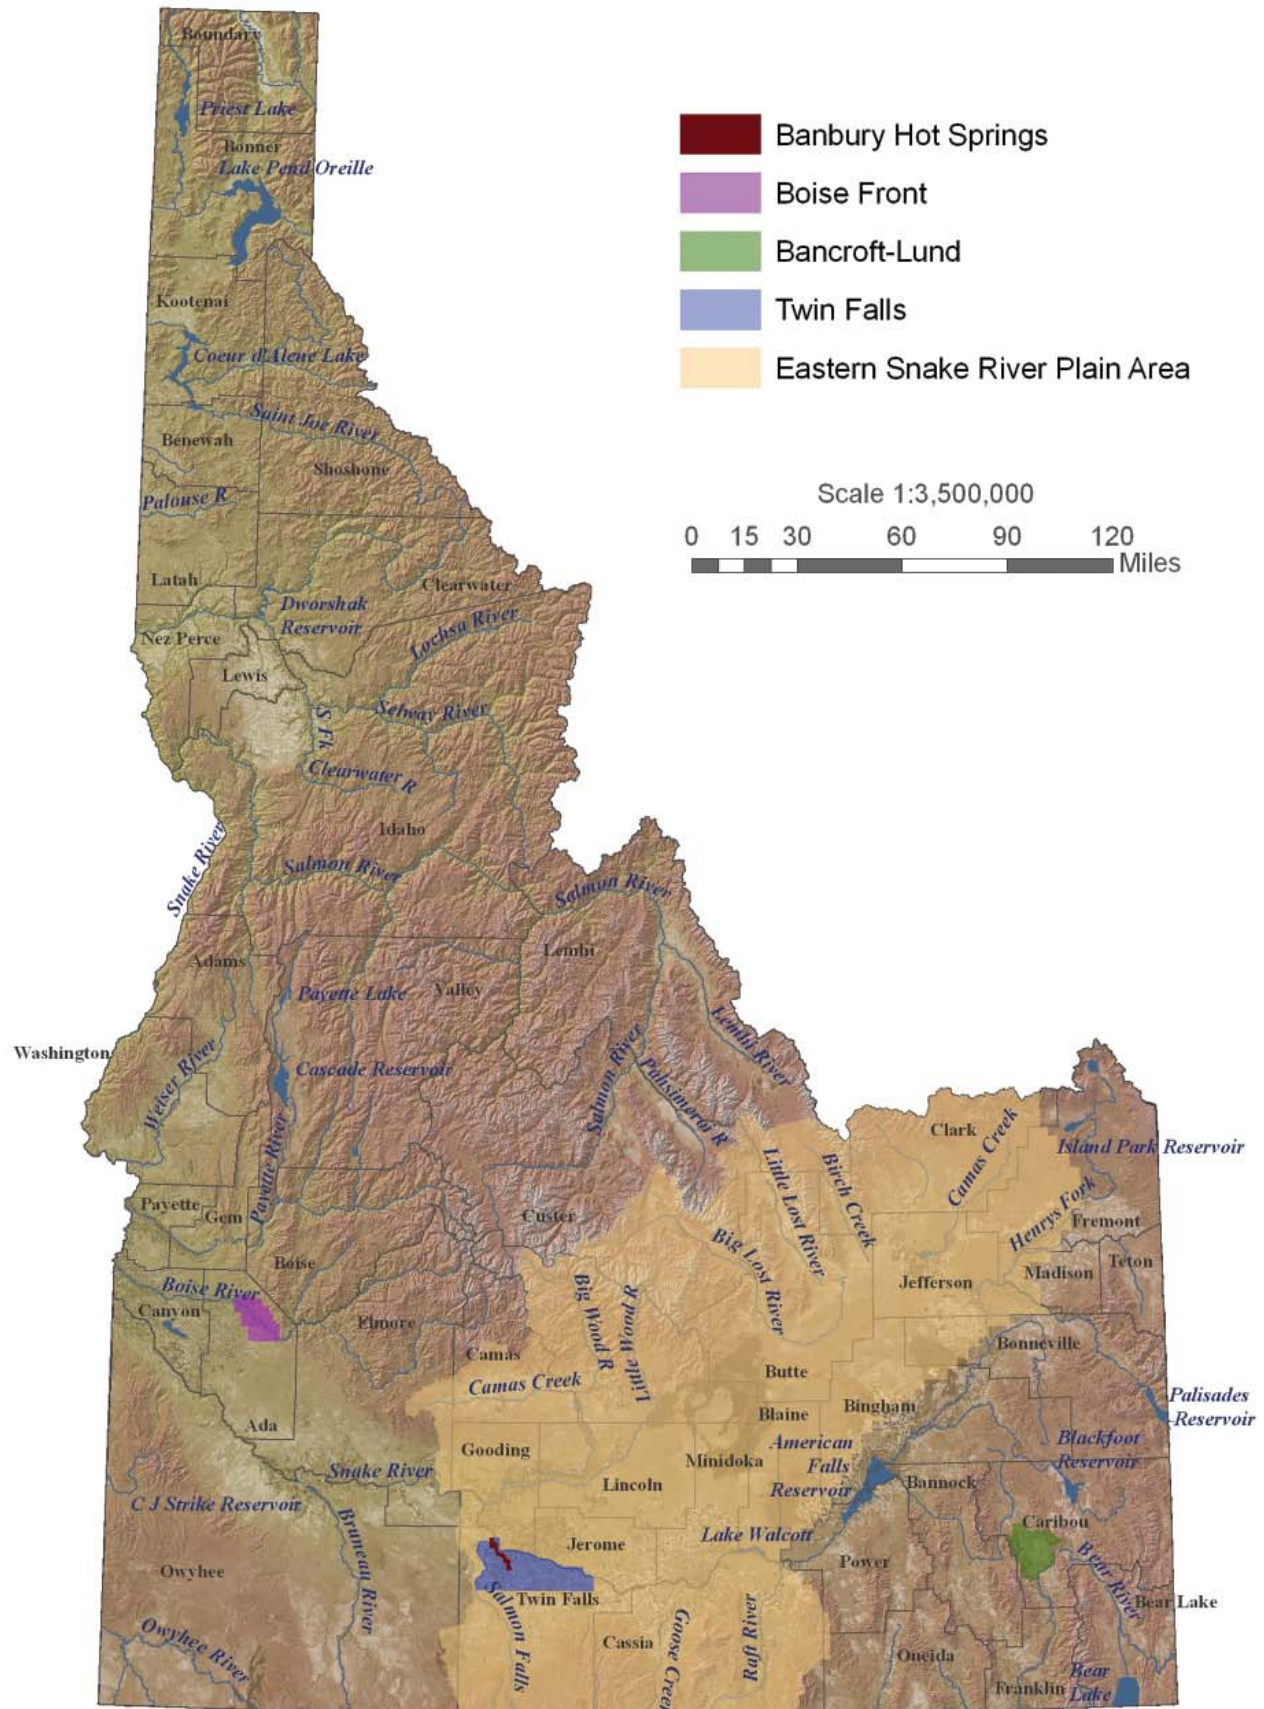 Boundary
Priest Lake
Bonner
Lake Pend Oreille
Kootenai
Coeur d'Alene Lake
Saint Joe River
Benewah
Shoshone
Palouse R
Latah
Clearwater
Dworshak
Reservoir
Lochsa River
Nez Perce
Lewis
Selway River
S Fk
Clearwater R
Idaho
Snake River
Salmon River
Salmon River
Adams
Lemhi
Payette Lake
Valley
Lemhi River
Washington
Weiser River
Cascade Reservoir
Salmon River
Pahsimeroi R
Payette River
Clark
Camas Creek
Island Park Reservoir
Little Lost River
Birch Creek
Payette
Gem
Custer
Henrys Fork
Fremont
Big Lost River
Boise
Teton
Madison
Jefferson
Boise River
Canyon
Big Wood R
Little Wood R
Elmore
Bonneville
Camas
Camas Creek
Butte
Palisades
Reservoir
Bingham
Blaine
Ada
American
Falls
Reservoir
Blackfoot
Reservoir
Gooding
Minidoka
Snake River
Lincoln
Bannock
C J Strike Reservoir
Caribou
Bruneau River
Lake Walcott
Jerome
Power
Bear River
Owyhee
Twin Falls
Bear Lake
Salmon Falls
Owyhee River
Cassia
Goose Creek
Raft River
Oneida
Franklin
Bear
Lake
Banbury Hot Springs
Boise Front
Bancroft-Lund
Twin Falls
Eastern Snake River Plain Area
Scale 1:3,500,000
0 15 30 60 90 120
Miles